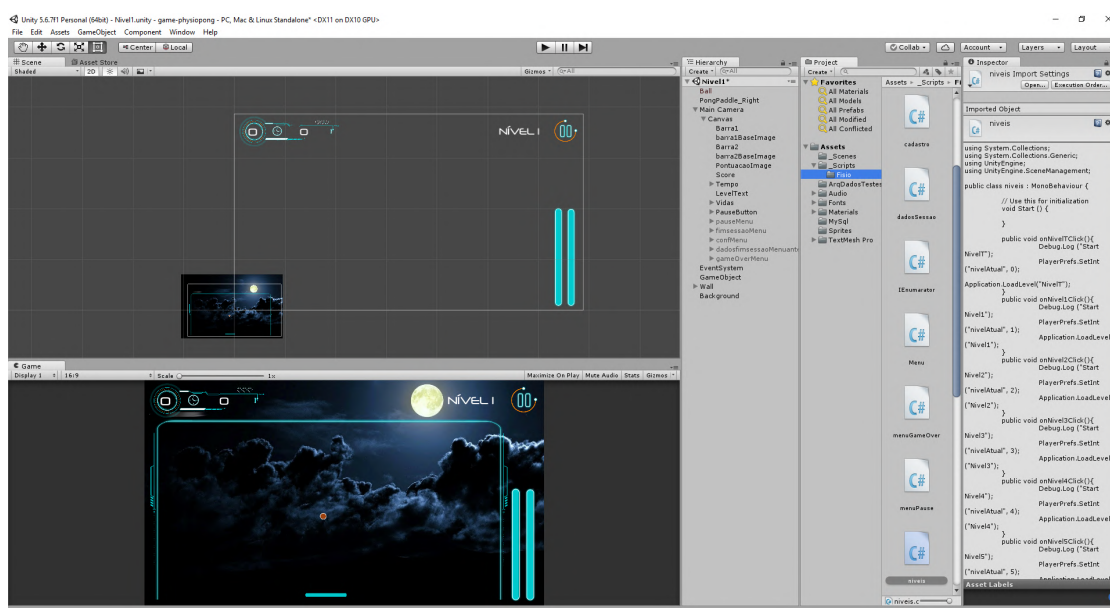 Unity 5.6.7f1 Personal (64bit) - Nivel1.unity - game-physiopong - PC, Mac & Linux Standalone* <DX11 on DX10 GPU>
File Edit Assets GameObject Component Window Help
Center Local
Collab Account Layers Layout
Scene Asset Store
Shaded 2D Gizmos All
NÍVEL I
Game
Display 1 16:9 Scale 1x Maximize On Play Mute Audio Stats Gizmos
NÍVEL I
Hierarchy
Create All
Nivel1*
Ball
PongPaddle_Right
Main Camera
Canvas
Barra1
barra1BaseImage
Barra2
barra2BaseImage
PontuacaoImage
Score
Tempo
LevelText
Vidas
PauseButton
pauseMenu
fimsessaoMenu
confMenu
dadosfimsessaoMenuant
gameOverMenu
EventSystem
GameObject
Wall
Background
Project
Create
Favorites
All Materials
All Models
All Prefabs
All Modified
All Conflicted
Assets
_Scenes
_Scripts
Fisio
ArqDadosTestes
Audio
Fonts
Materials
MySql
Sprites
TextMesh Pro
Assets _Scripts Fi
C#
cadastro
C#
dadosSessao
C#
IEnumarator
C#
Menu
C#
menuGameOver
C#
menuPause
C#
niveis
niveis.c
Inspector
niveis Import Settings
Open... Execution Order...
Imported Object
niveis
using System.Collections;
using System.Collections.Generic;
using UnityEngine;
using UnityEngine.SceneManagement;
public class niveis : MonoBehaviour {
// Use this for initialization
void Start () {
}
public void onNivelTClick(){
Debug.Log ("Start
NivelT");
PlayerPrefs.SetInt
("nivelAtual", 0);
Application.LoadLevel("NivelT");
}
public void onNivel1Click(){
Debug.Log ("Start
Nivel1");
PlayerPrefs.SetInt
("nivelAtual", 1);
Application.LoadLevel
("Nivel1");
}
public void onNivel2Click(){
Debug.Log ("Start
Nivel2");
PlayerPrefs.SetInt
("nivelAtual", 2);
Application.LoadLevel
("Nivel2");
}
public void onNivel3Click(){
Debug.Log ("Start
Nivel3");
PlayerPrefs.SetInt
("nivelAtual", 3);
Application.LoadLevel
("Nivel3");
}
public void onNivel4Click(){
Debug.Log ("Start
Nivel4");
PlayerPrefs.SetInt
("nivelAtual", 4);
Application.LoadLevel
("Nivel4");
}
public void onNivel5Click(){
Debug.Log ("Start
Nivel5");
PlayerPrefs.SetInt
("nivelAtual", 5);
Asset Labels